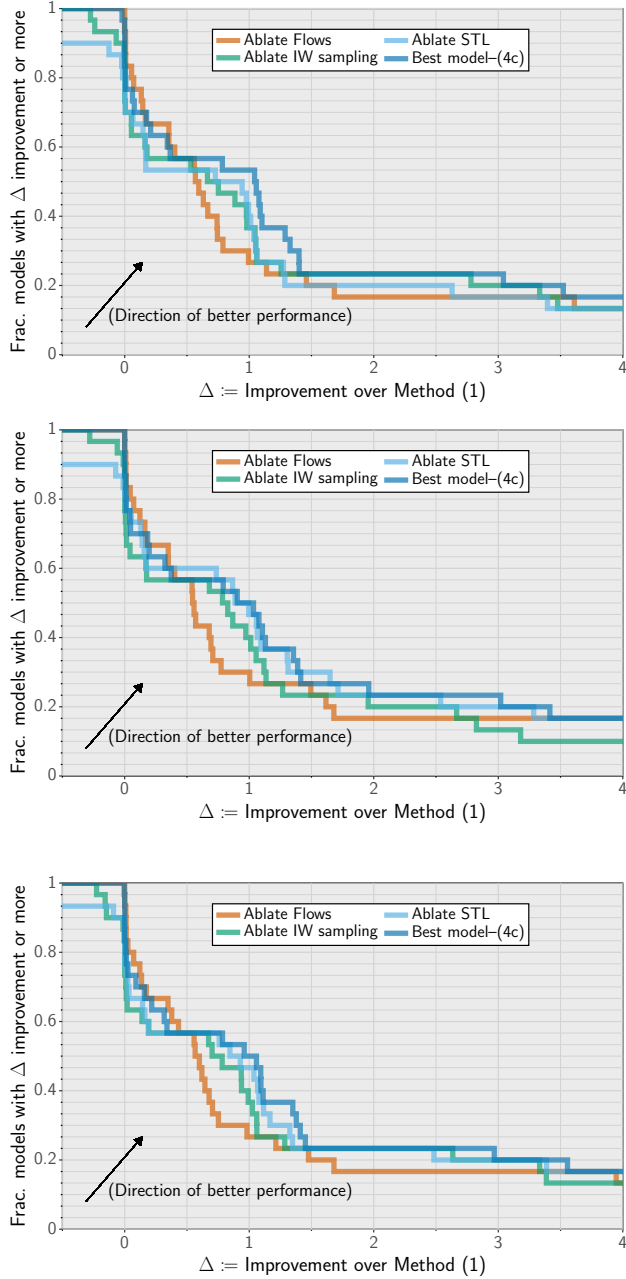 Frac. models with Δ improvement or more
1
0.8
0.6
0.4
0.2
0
Ablate Flows
Ablate STL
Ablate IW sampling
Best model–(4c)
(Direction of better performance)
0 1 2 3 4
Δ := Improvement over Method (1)
Frac. models with Δ improvement or more
1
0.8
0.6
0.4
0.2
0
Ablate Flows
Ablate STL
Ablate IW sampling
Best model–(4c)
(Direction of better performance)
0 1 2 3 4
Δ := Improvement over Method (1)
Frac. models with Δ improvement or more
1
0.8
0.6
0.4
0.2
0
Ablate Flows
Ablate STL
Ablate IW sampling
Best model–(4c)
(Direction of better performance)
0 1 2 3 4
Δ := Improvement over Method (1)